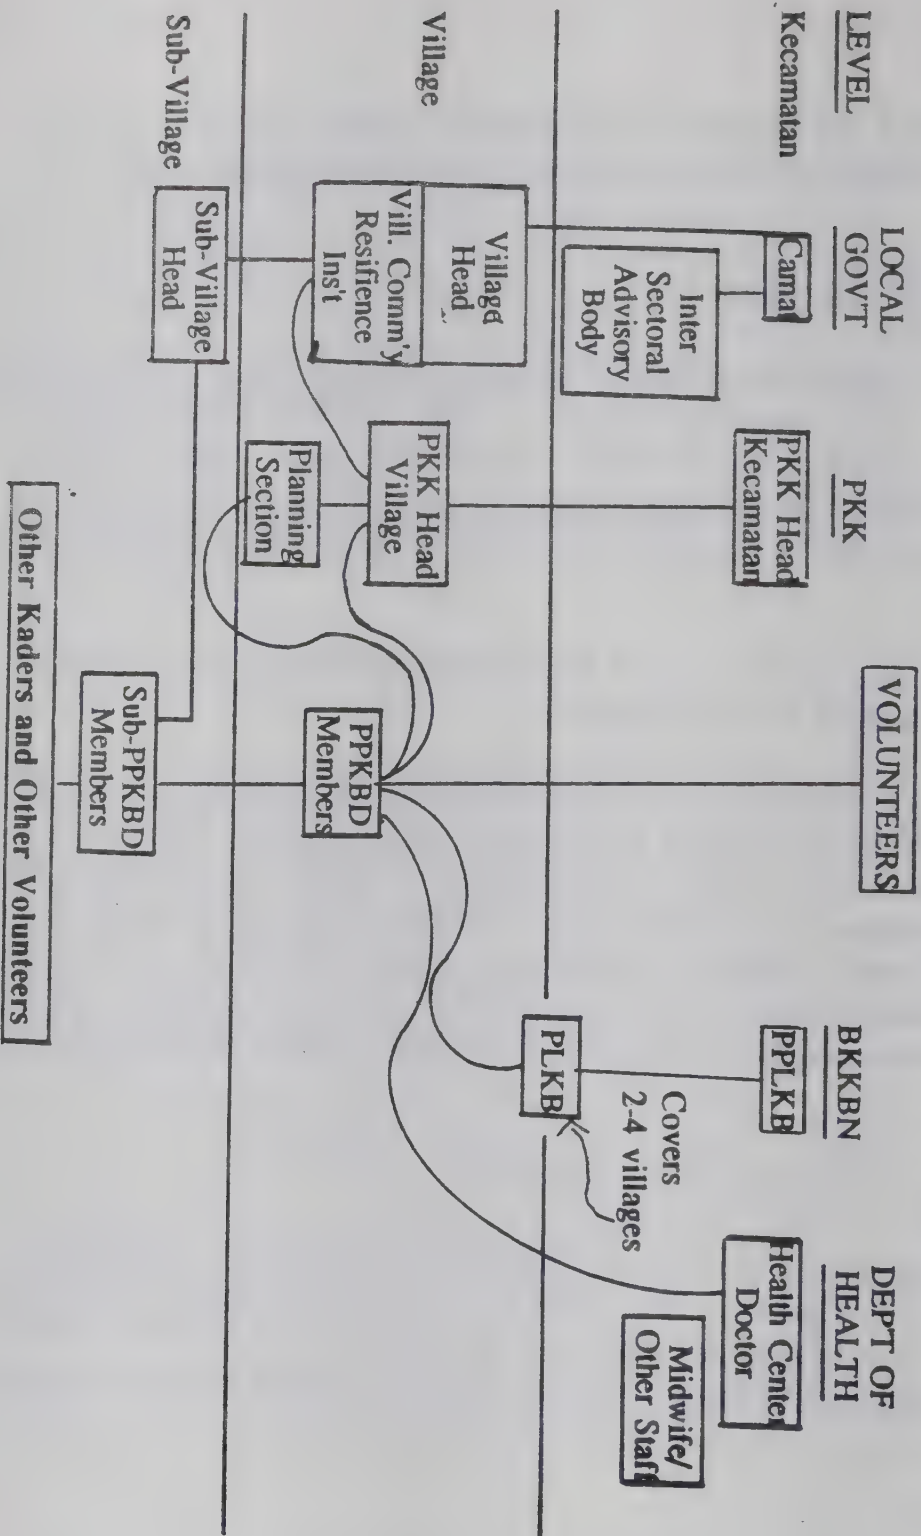 LEVEL
LOCAL
GOV'T
PKK
VOLUNTEERS
BKKBN
DEPT OF
HEALTH
Kecamatan
Camat
Inter
Sectoral
Advisory
Body
PKK Head
Kecamatan
PPLKB
Covers
2-4 villages
Health Center
Doctor
Midwife/
Other Staff
PLKB
Village
Village
Head
Vill. Comm'y
Resifience
Ins't
PKK Head
Village
Planning
Section
PPKBD
Members
Sub-Village
Sub-Village
Head
Sub-PPKBD
Members
Other Kaders and Other Volunteers